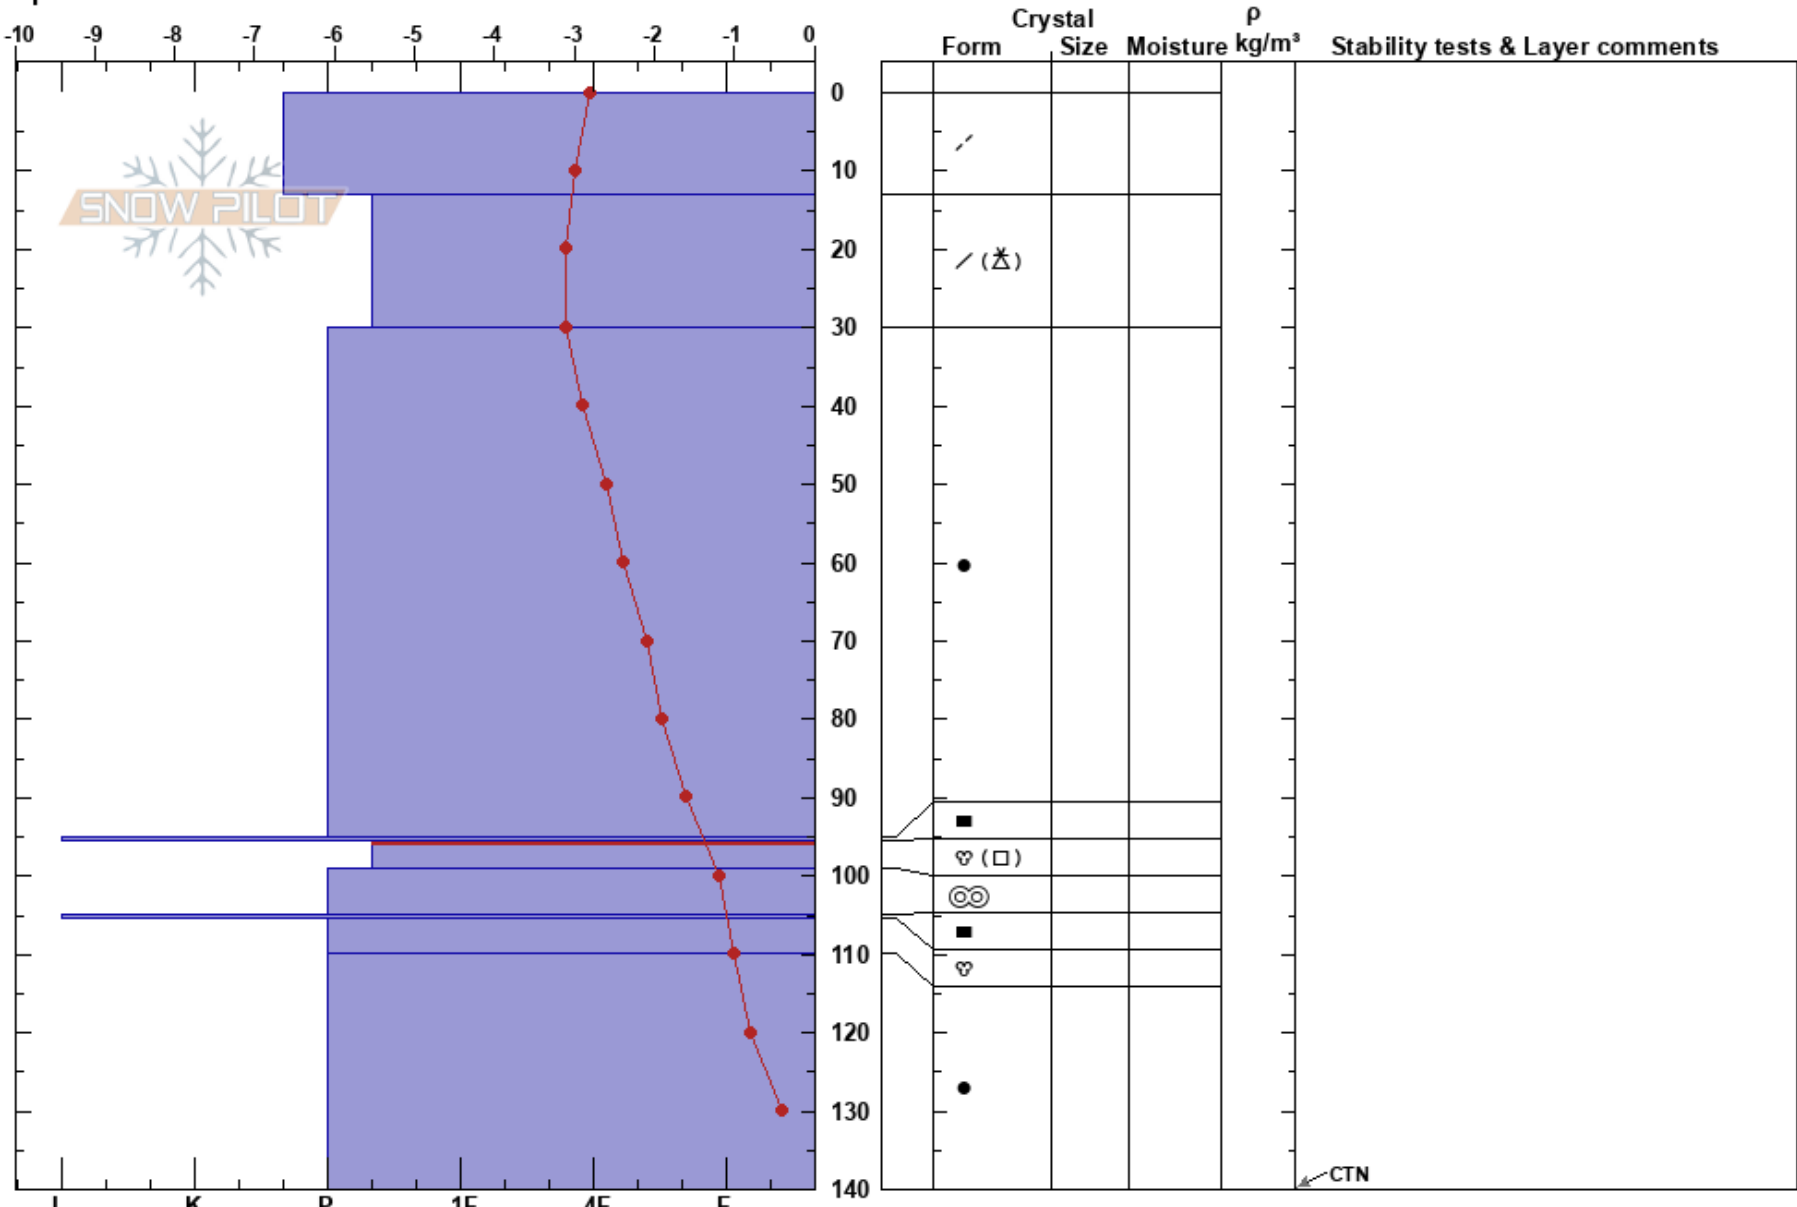 Crystal ρ
-10 -9 -8 -7 -6 -5 -4 -3 -2 -1 0
Form Size Moisture kg/m³ Stability tests & Layer comments
0
10
SNOW PILOT
20
30
40
50
60
70
80
90
100
110
120
130
CTN
140
I K P 1F 4F F